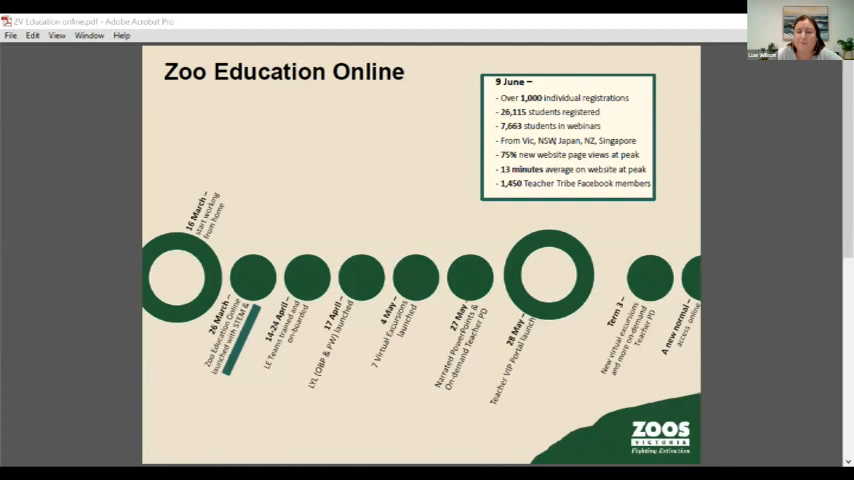 ZV Education online.pdf - Adobe Acrobat Pro
File Edit View Window Help
Lian Wilson
Zoo Education Online
9 June –
- Over 1,000 individual registrations
- 26,115 students registered
- 7,663 students in webinars
- From Vic, NSW, Japan, NZ, Singapore
- 75% new website page views at peak
- 13 minutes average on website at peak
- 1,450 Teacher Tribe Facebook members
16 March –
start working
from home
26 March –
Zoo Education Online
launched with STEM &
14-24 April –
LE Teams trained and
on-boarded
17 April –
LYL (OBP & PW) launched
4 May –
7 Virtual Excursions
launched
27 May –
Narrated PowerPoints &
On-demand Teacher PD
28 May –
Teacher VIP Portal launch
Term 3 –
New virtual excursions
and more on-demand
Teacher PD
A new normal –
access online
ZOOS
VICTORIA
Fighting Extinction